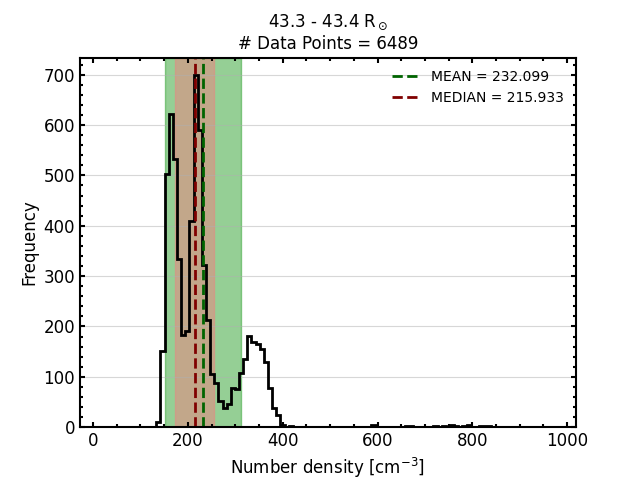 43.3 - 43.4 R⊙
# Data Points = 6489
MEAN = 232.099
MEDIAN = 215.933
Frequency
700
600
500
400
300
200
100
0
0 200 400 600 800 1000
Number density [cm⁻³]